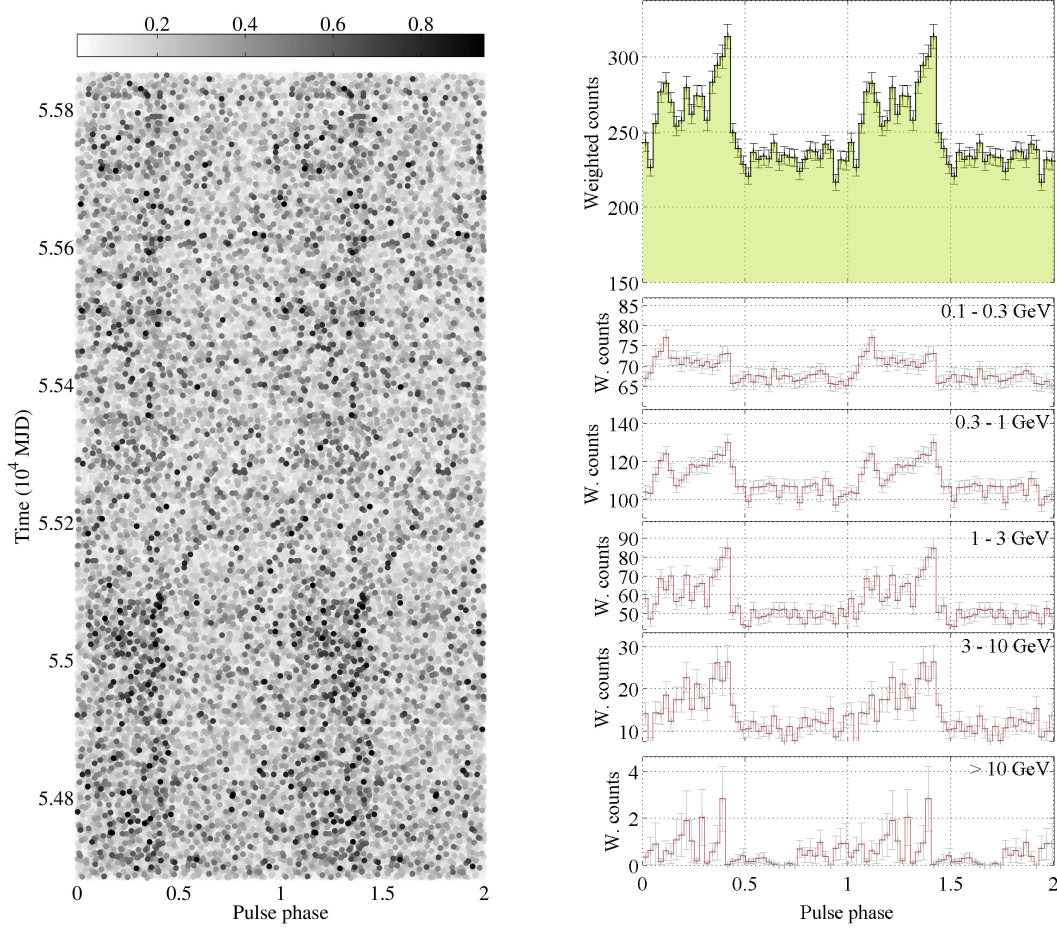 0.2 0.4 0.6 0.8
5.58
5.56
5.54
5.52
5.5
5.48
Time (10⁴ MJD)
0 0.5 1 1.5 2
Pulse phase
300
250
200
150
Weighted counts
0.1 - 0.3 GeV
85
80
75
70
65
W. counts
0.3 - 1 GeV
140
120
100
W. counts
1 - 3 GeV
90
80
70
60
50
W. counts
3 - 10 GeV
30
20
10
W. counts
> 10 GeV
4
2
0
W. counts
0 0.5 1 1.5 2
Pulse phase